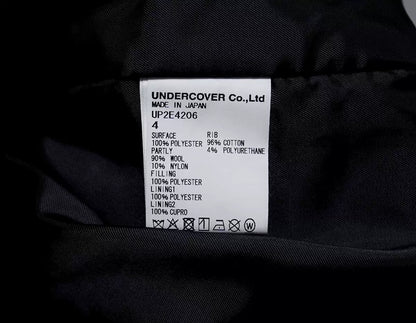 UNDERCOVER Co.,Ltd
MADE IN JAPAN
UP2E4206
4
SURFACE
100% POLYESTER
PARTLY
90% WOOL
10% NYLON
FILLING
100% POLYESTER
LINING1
100% POLYESTER
LINING2
100% CUPRO
RIB
96% COTTON
4% POLYURETHANE